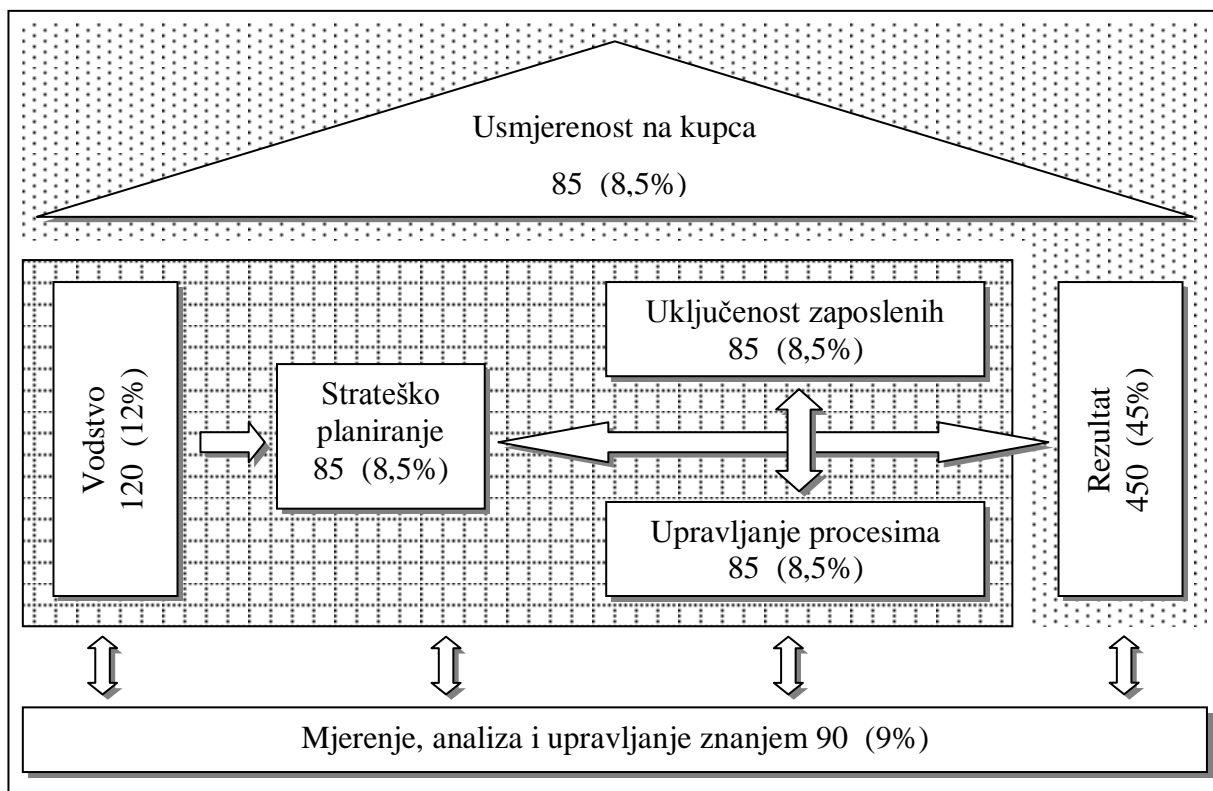 Usmjerenost na kupca
85 (8,5%)
Vodstvo
120 (12%)
Strateško
planiranje
85 (8,5%)
Uključenost zaposlenih
85 (8,5%)
Upravljanje procesima
85 (8,5%)
Rezultat
450 (45%)
Mjerenje, analiza i upravljanje znanjem 90 (9%)